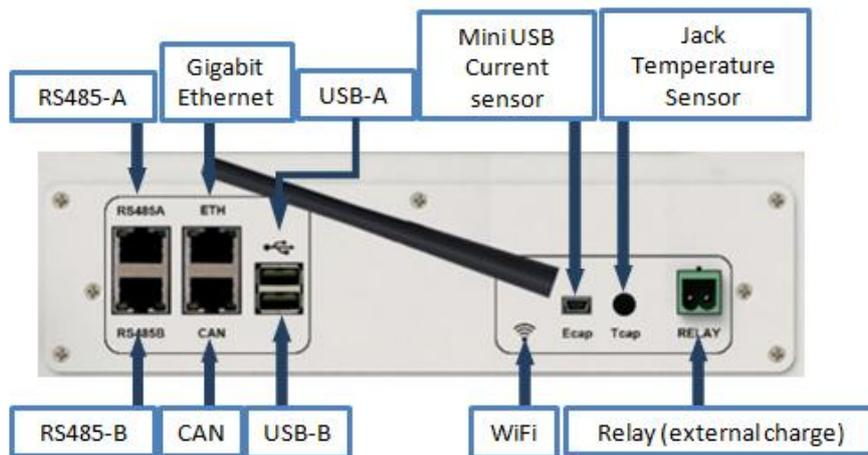 Mini USB
Current
sensor
Jack
Temperature
Sensor
Gigabit
Ethernet
RS485-A
USB-A
RS485A
ETH
RS485B
CAN
Ecap
Tcap
RELAY
RS485-B
CAN
USB-B
WiFi
Relay (external charge)